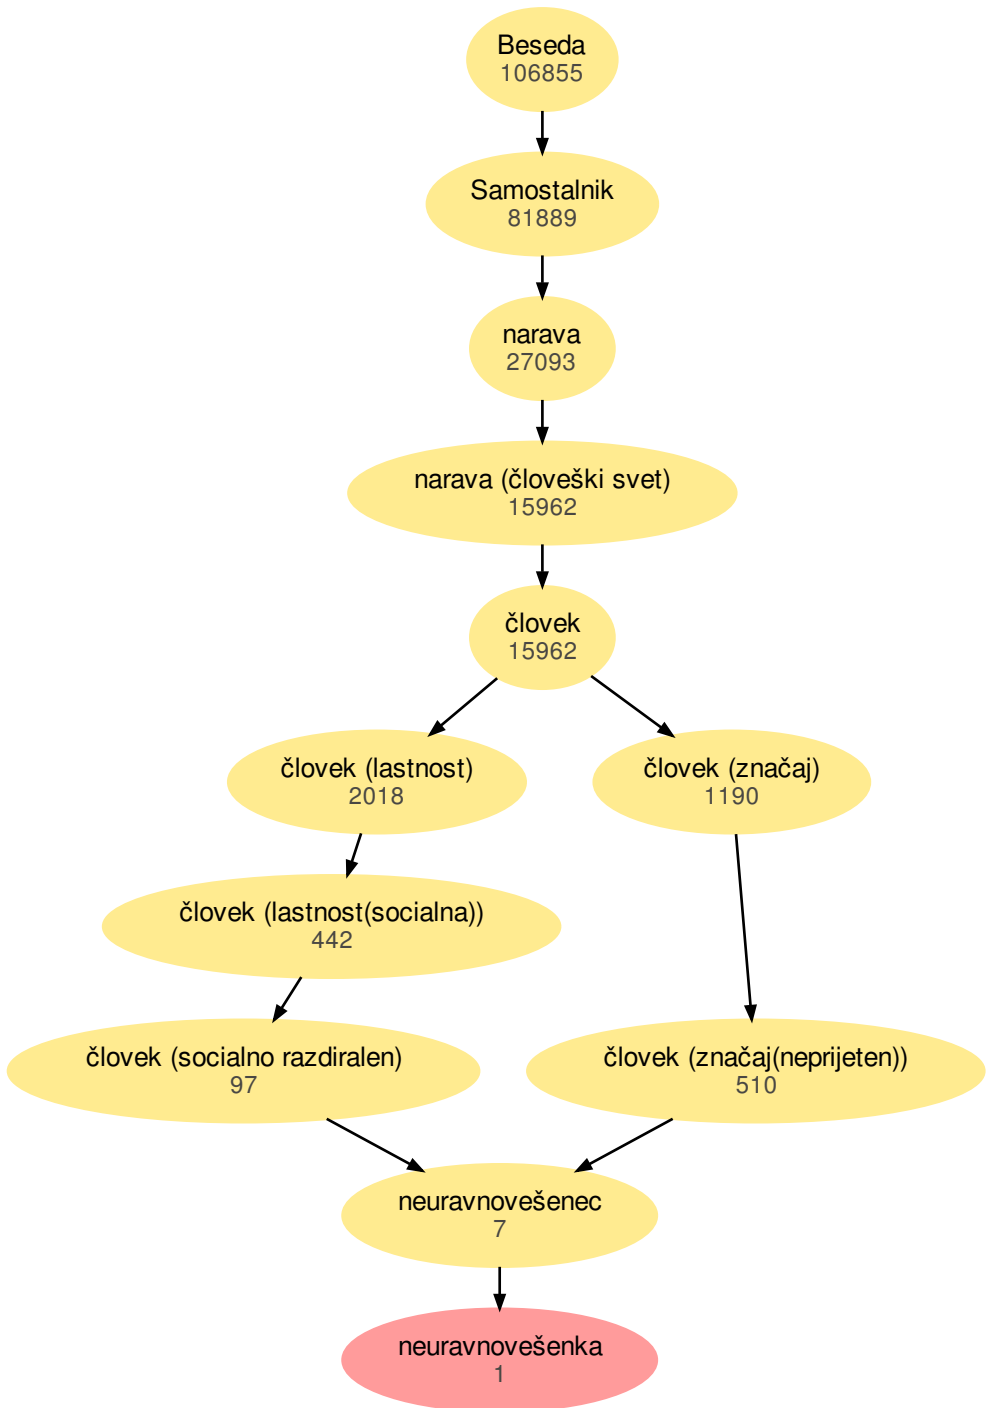 Beseda
106855
Samostalnik
81889
narava
27093
narava (človeški svet)
15962
človek
15962
človek (lastnost)
2018
človek (značaj)
1190
človek (lastnost(socialna))
442
človek (socialno razdiralen)
97
človek (značaj(neprijeten))
510
neuravnovešenec
7
neuravnovešenka
1